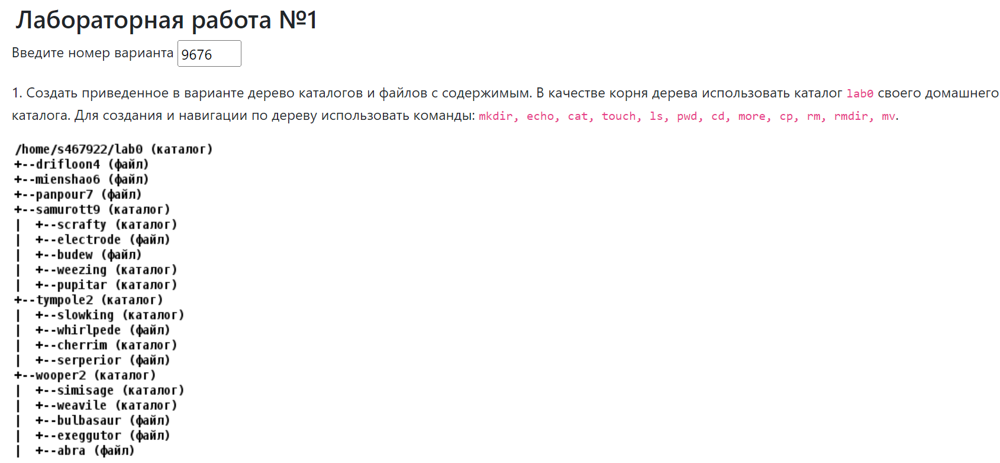 Лабораторная работа №1
Введите номер варианта 9676
1. Создать приведенное в варианте дерево каталогов и файлов с содержимым. В качестве корня дерева использовать каталог lab0 своего домашнего
каталога. Для создания и навигации по дереву использовать команды: mkdir, echo, cat, touch, ls, pwd, cd, more, cp, rm, rmdir, mv.
/home/s467922/lab0 (каталог)
+--drifloon4 (файл)
+--mienshao6 (файл)
+--panpour7 (файл)
+--samurott9 (каталог)
|  +--scrafty (каталог)
|  +--electrode (файл)
|  +--budew (файл)
|  +--weezing (каталог)
|  +--pupitar (каталог)
+--tympole2 (каталог)
|  +--slowking (каталог)
|  +--whirlpede (файл)
|  +--cherrim (каталог)
|  +--serperior (файл)
+--wooper2 (каталог)
|  +--simisage (каталог)
|  +--weavile (каталог)
|  +--bulbasaur (файл)
|  +--exeggutor (файл)
|  +--abra (файл)